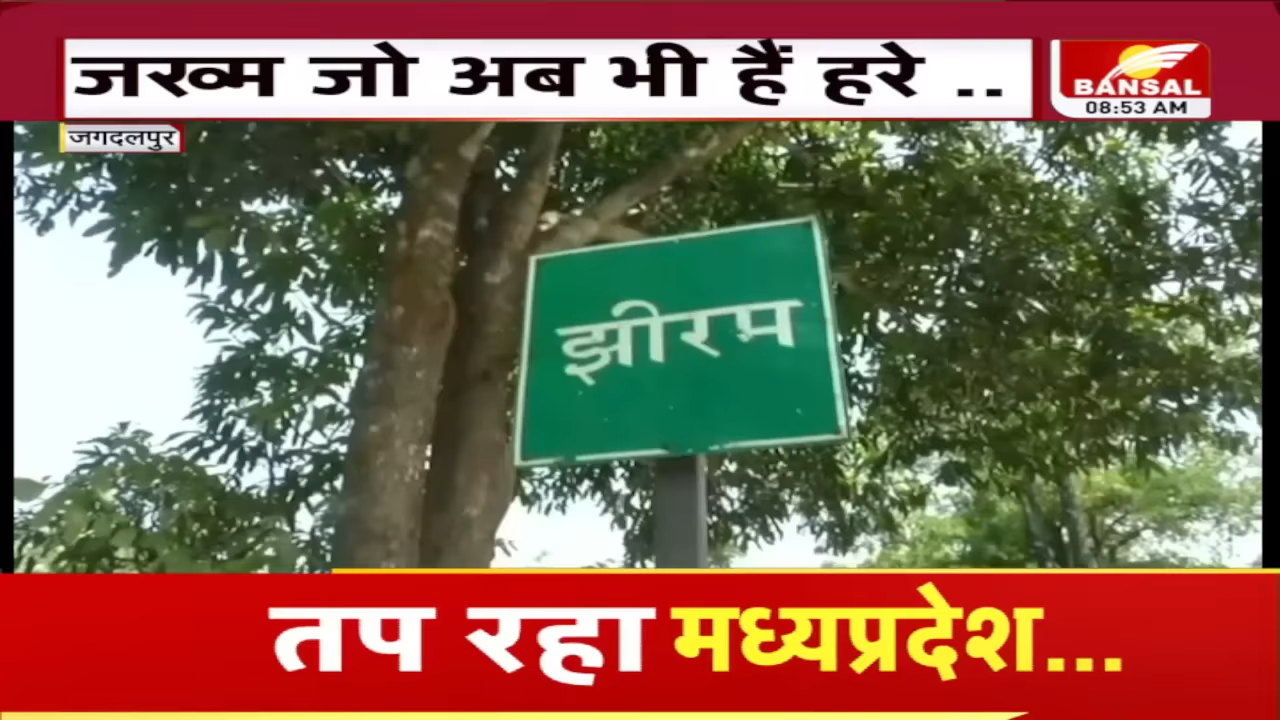 जख्म जो अब भी हैं हरे ..
BANSAL
08:53 AM
जगदलपुर
झीरम
तप रहा मध्यप्रदेश...